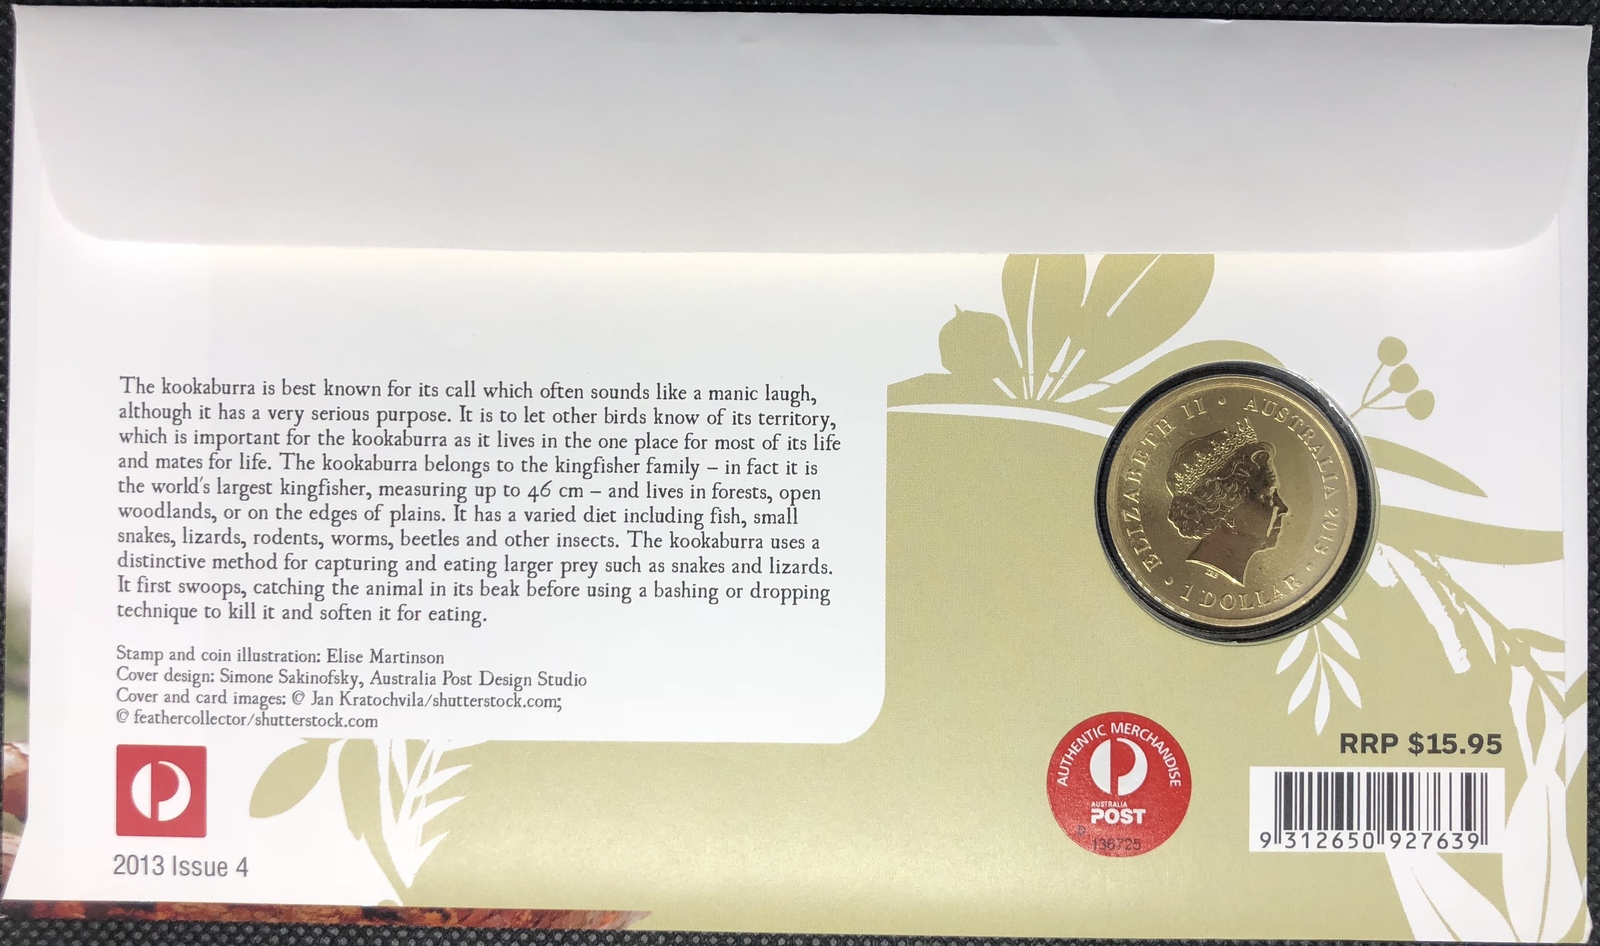 The kookaburra is best known for its call which often sounds like a manic laugh,
although it has a very serious purpose. It is to let other birds know of its territory,
which is important for the kookaburra as it lives in the one place for most of its life
and mates for life. The kookaburra belongs to the kingfisher family – in fact it is
the world's largest kingfisher, measuring up to 46 cm – and lives in forests, open
woodlands, or on the edges of plains. It has a varied diet including fish, small
snakes, lizards, rodents, worms, beetles and other insects. The kookaburra uses a
distinctive method for capturing and eating larger prey such as snakes and lizards.
It first swoops, catching the animal in its beak before using a bashing or dropping
technique to kill it and soften it for eating.
Stamp and coin illustration: Elise Martinson
Cover design: Simone Sakinofsky, Australia Post Design Studio
Cover and card images: © Jan Kratochvila/shutterstock.com;
© feathercollector/shutterstock.com
2013 Issue 4
ELIZABETH II · AUSTRALIA 2013 ·
1 DOLLAR
AUTHENTIC MERCHANDISE
AUSTRALIA
POST
136725
RRP $15.95
9 312650 927639